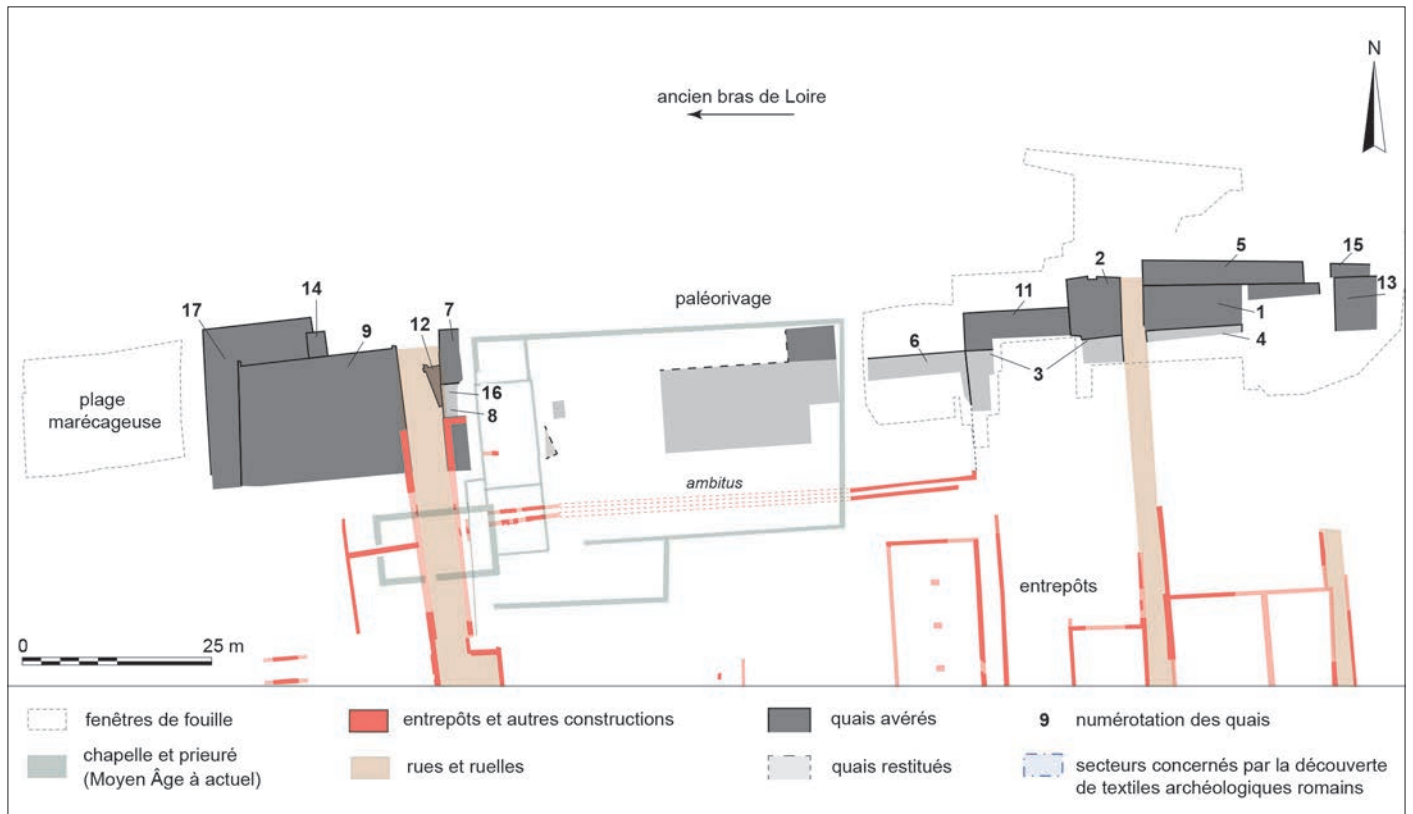 N
ancien bras de Loire
5
15
2
13
paléorivage
11
14
7
17
1
9
12
4
6
3
16
8
plage
marécageuse
ambitus
entrepôts
0
25 m
fenêtres de fouille
entrepôts et autres constructions
quais avérés
9
numérotation des quais
chapelle et prieuré
(Moyen Âge à actuel)
rues et ruelles
quais restitués
secteurs concernés par la découverte
de textiles archéologiques romains